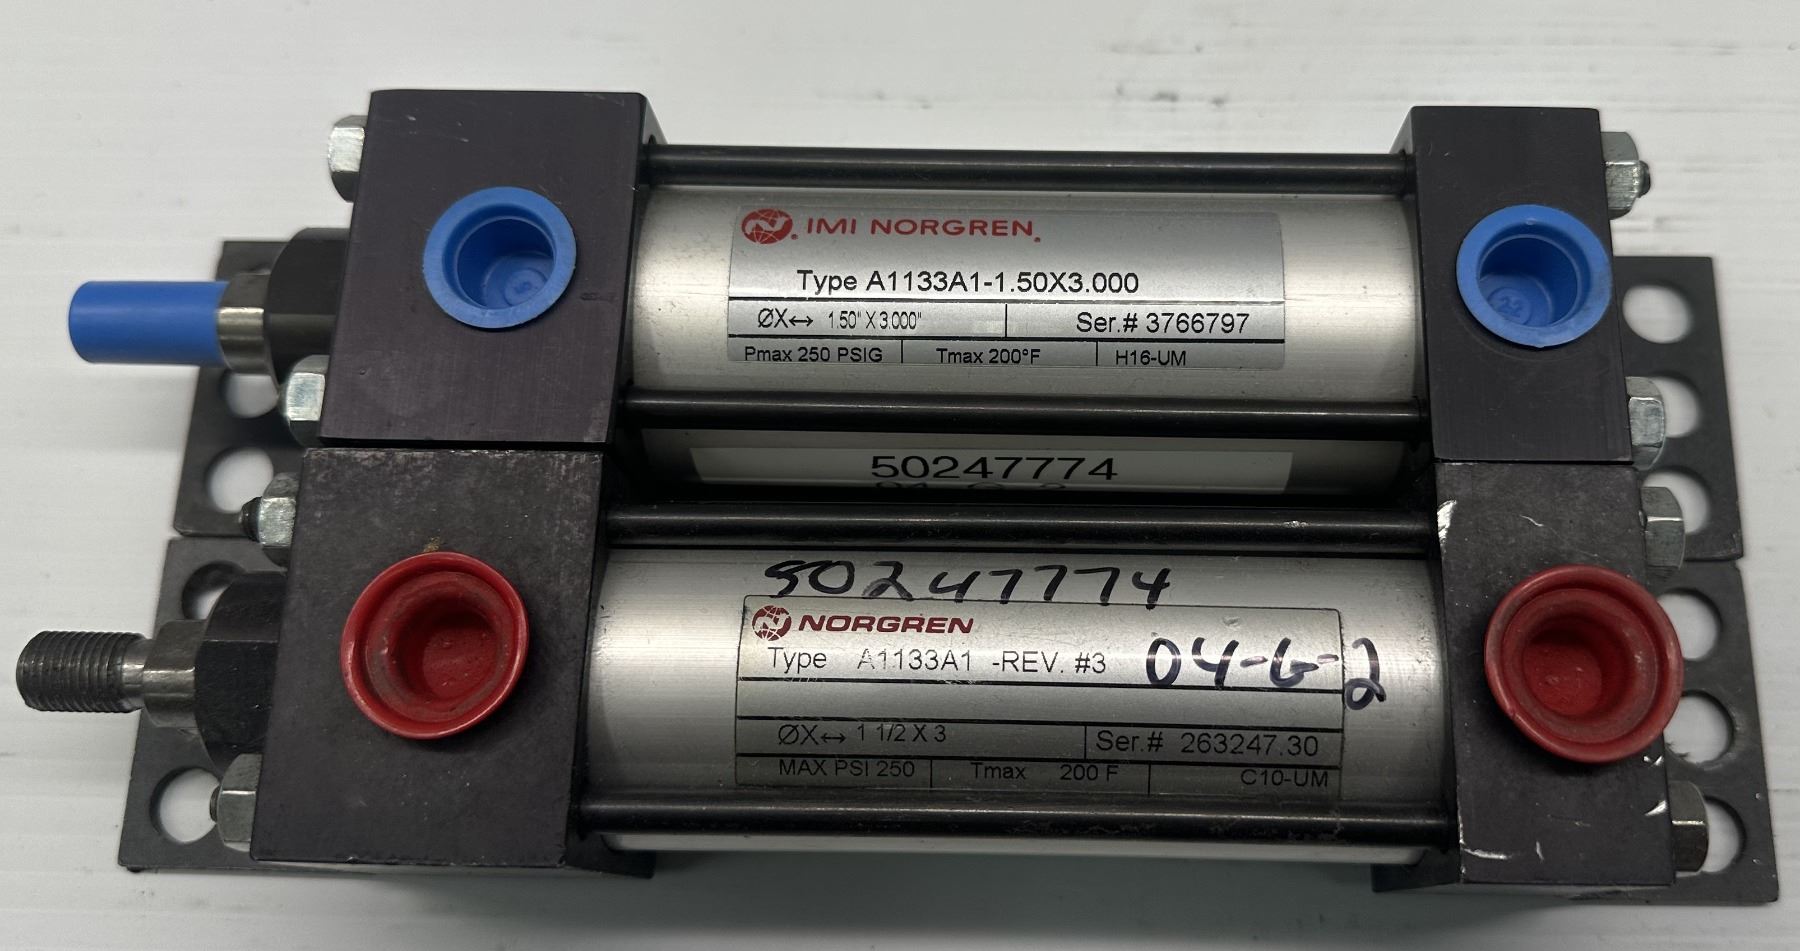 IMI NORGREN.
Type A1133A1-1.50X3.000
ØX↔ 1.50" X 3.000" Ser.# 3766797
Pmax 250 PSIG Tmax 200°F H16-UM
50247774
50247774
NORGREN
Type A1133A1 -REV. #3 04-G-2
ØX↔ 1 1/2 X 3 Ser.# 263247.30
MAX PSI 250 Tmax 200 F C10-UM